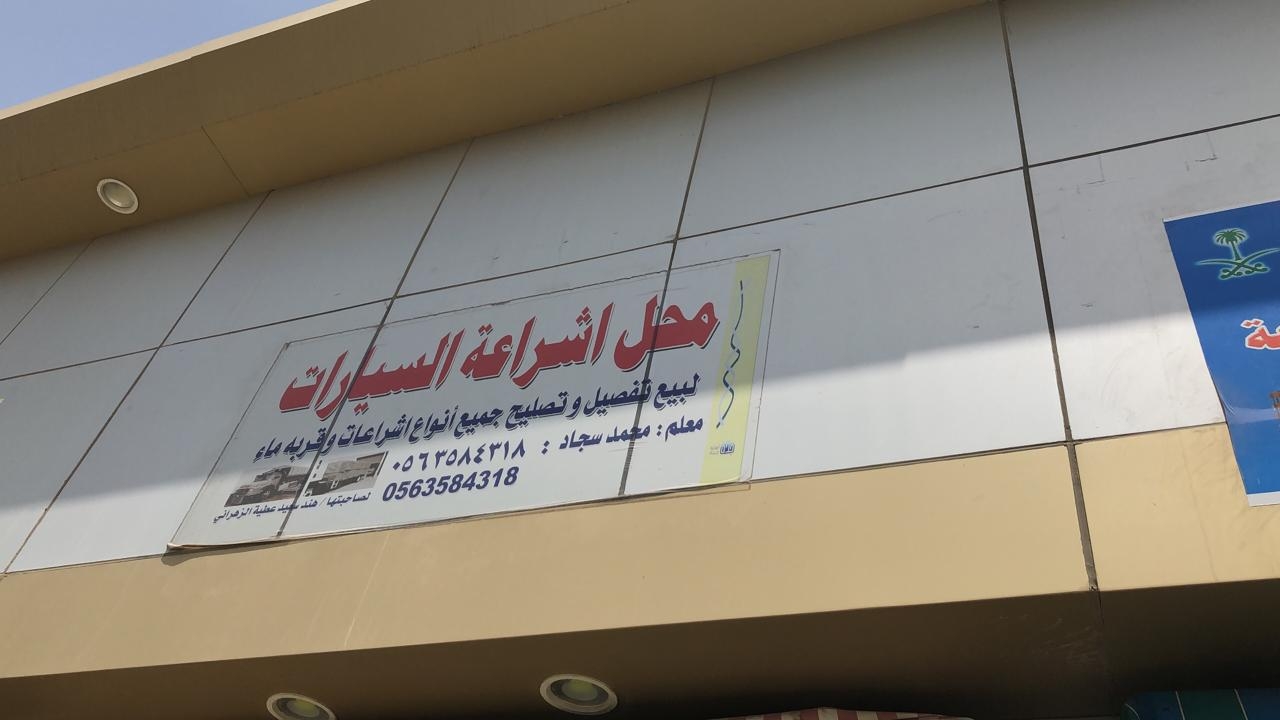 محل اشراعة السيارات
لبيع تفصيل و تصليح جميع أنواع اشراعات وقربه ماء
معلم : محمد سجاد : ٠٥٦٣٥٨٤٣١٨
0563584318
لصاحبتها / هند سعيد عطية الزهراني